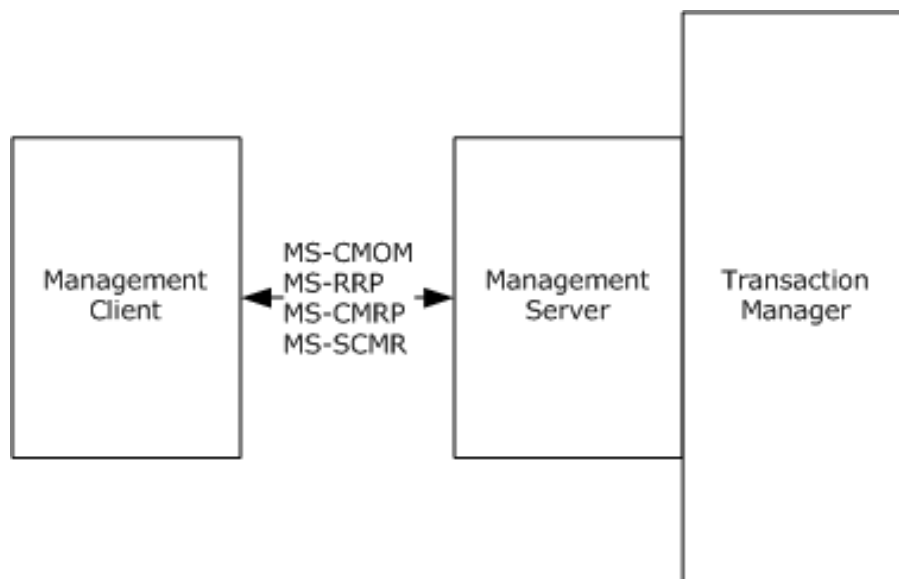 Management
Client
MS-CMOM
MS-RRP
MS-CMRP
MS-SCMR
Management
Server
Transaction
Manager